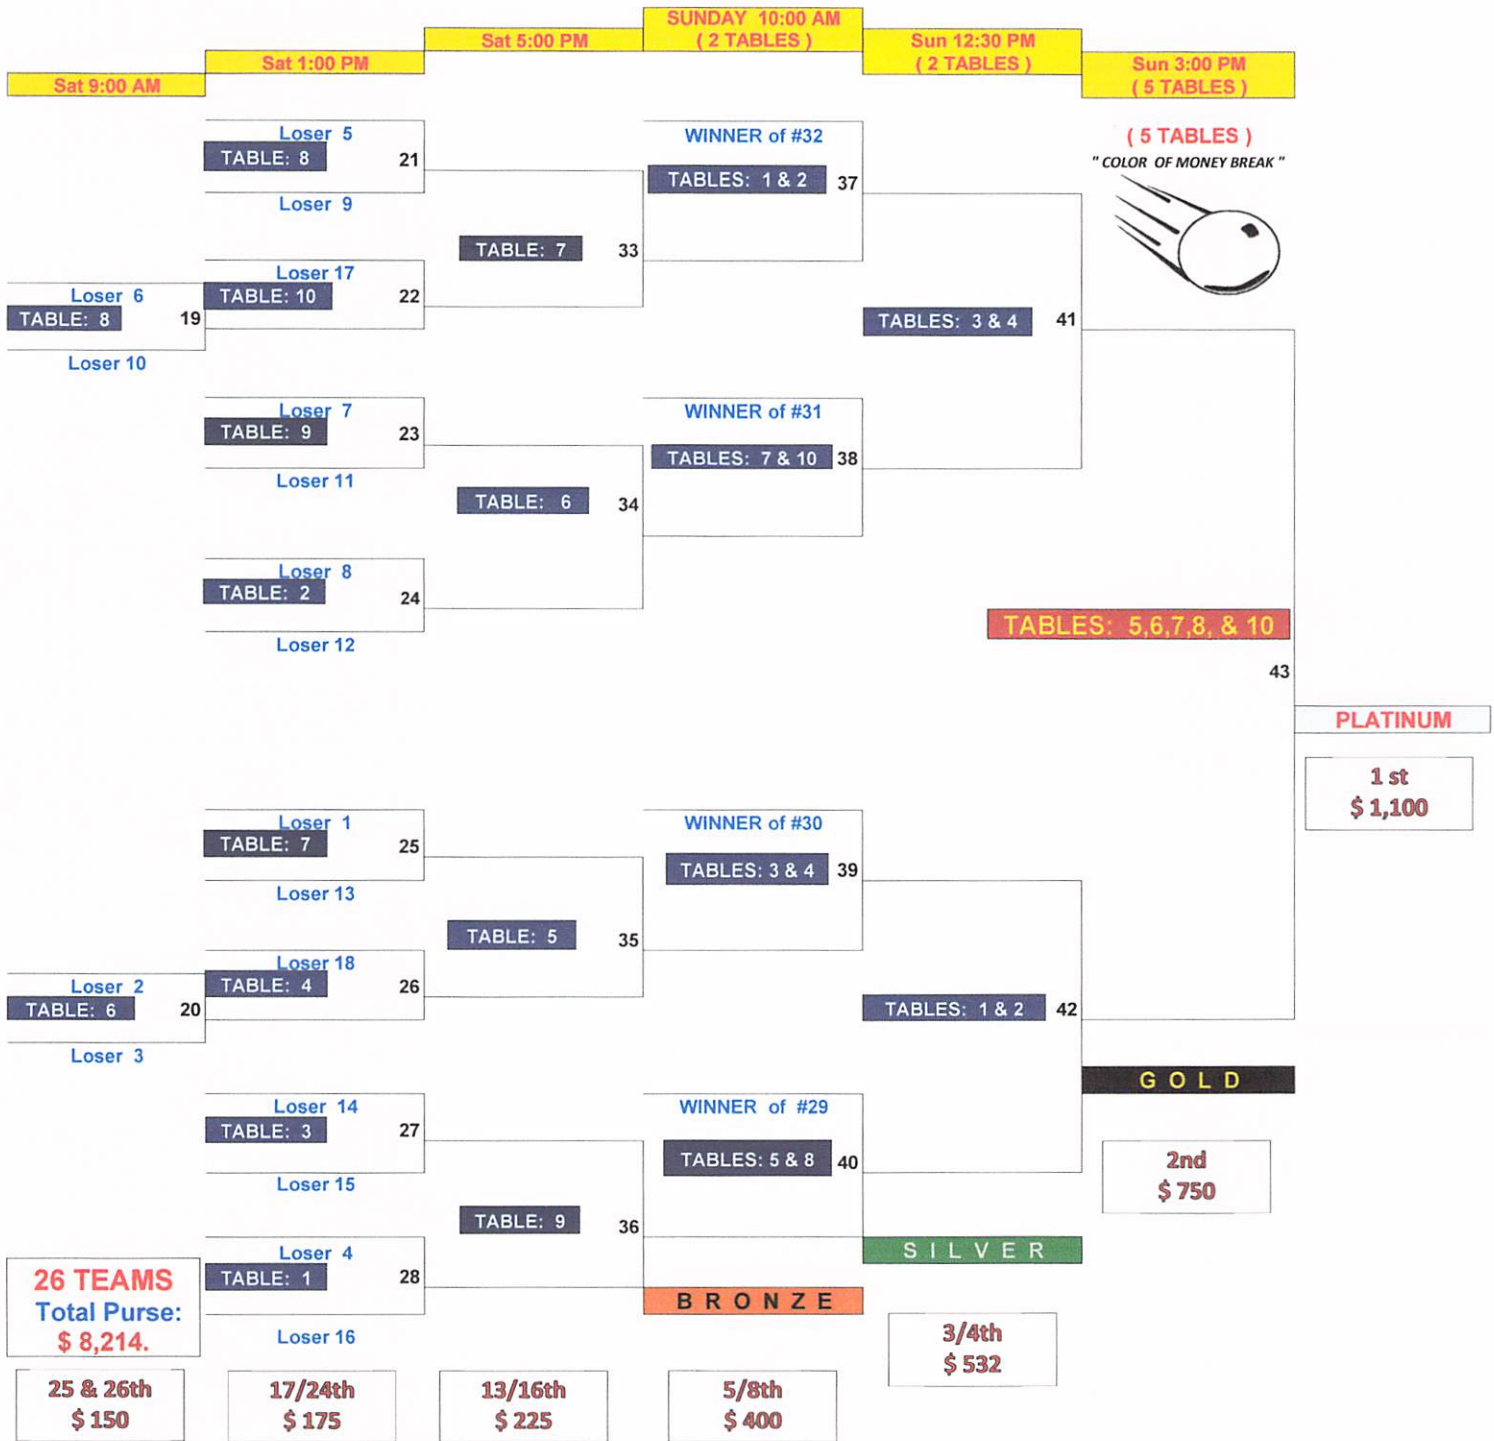 SUNDAY 10:00 AM
( 2 TABLES )
Sat 5:00 PM
Sun 12:30 PM
( 2 TABLES )
Sat 1:00 PM
Sun 3:00 PM
( 5 TABLES )
Sat 9:00 AM
Loser 5
TABLE: 8
21
Loser 9
WINNER of #32
TABLES: 1 & 2
37
( 5 TABLES )
" COLOR OF MONEY BREAK "
TABLE: 7
33
Loser 17
TABLE: 10
22
Loser 6
TABLE: 8
19
Loser 10
TABLES: 3 & 4
41
Loser 7
TABLE: 9
23
Loser 11
WINNER of #31
TABLES: 7 & 10
38
TABLE: 6
34
Loser 8
TABLE: 2
24
Loser 12
TABLES: 5,6,7,8, & 10
43
PLATINUM
1 st
$ 1,100
Loser 1
TABLE: 7
25
Loser 13
WINNER of #30
TABLES: 3 & 4
39
TABLE: 5
35
Loser 18
TABLE: 4
26
Loser 2
TABLE: 6
20
Loser 3
TABLES: 1 & 2
42
GOLD
2nd
$ 750
Loser 14
TABLE: 3
27
Loser 15
WINNER of #29
TABLES: 5 & 8
40
TABLE: 9
36
Loser 4
TABLE: 1
28
Loser 16
SILVER
BRONZE
26 TEAMS
Total Purse:
$ 8,214.
3/4th
$ 532
25 & 26th
$ 150
17/24th
$ 175
13/16th
$ 225
5/8th
$ 400